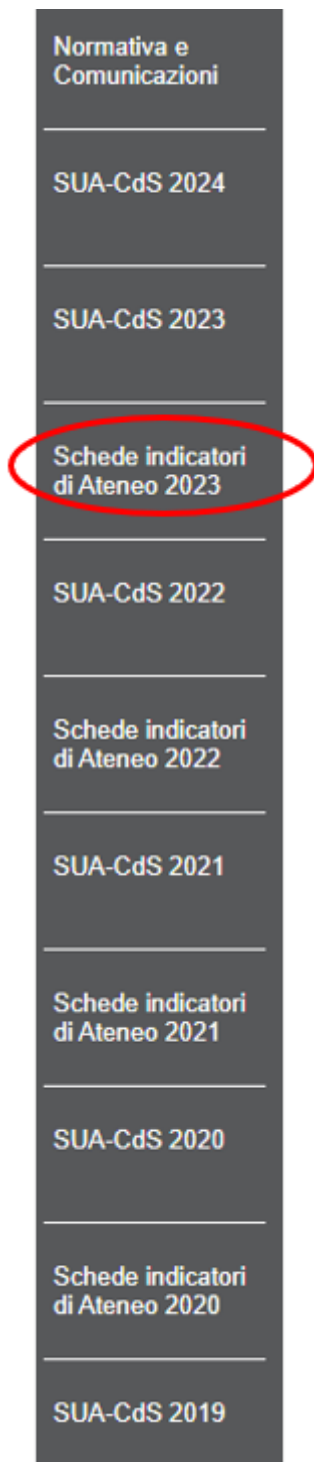 Normativa e
Comunicazioni
SUA-CdS 2024
SUA-CdS 2023
Schede indicatori
di Ateneo 2023
SUA-CdS 2022
Schede indicatori
di Ateneo 2022
SUA-CdS 2021
Schede indicatori
di Ateneo 2021
SUA-CdS 2020
Schede indicatori
di Ateneo 2020
SUA-CdS 2019